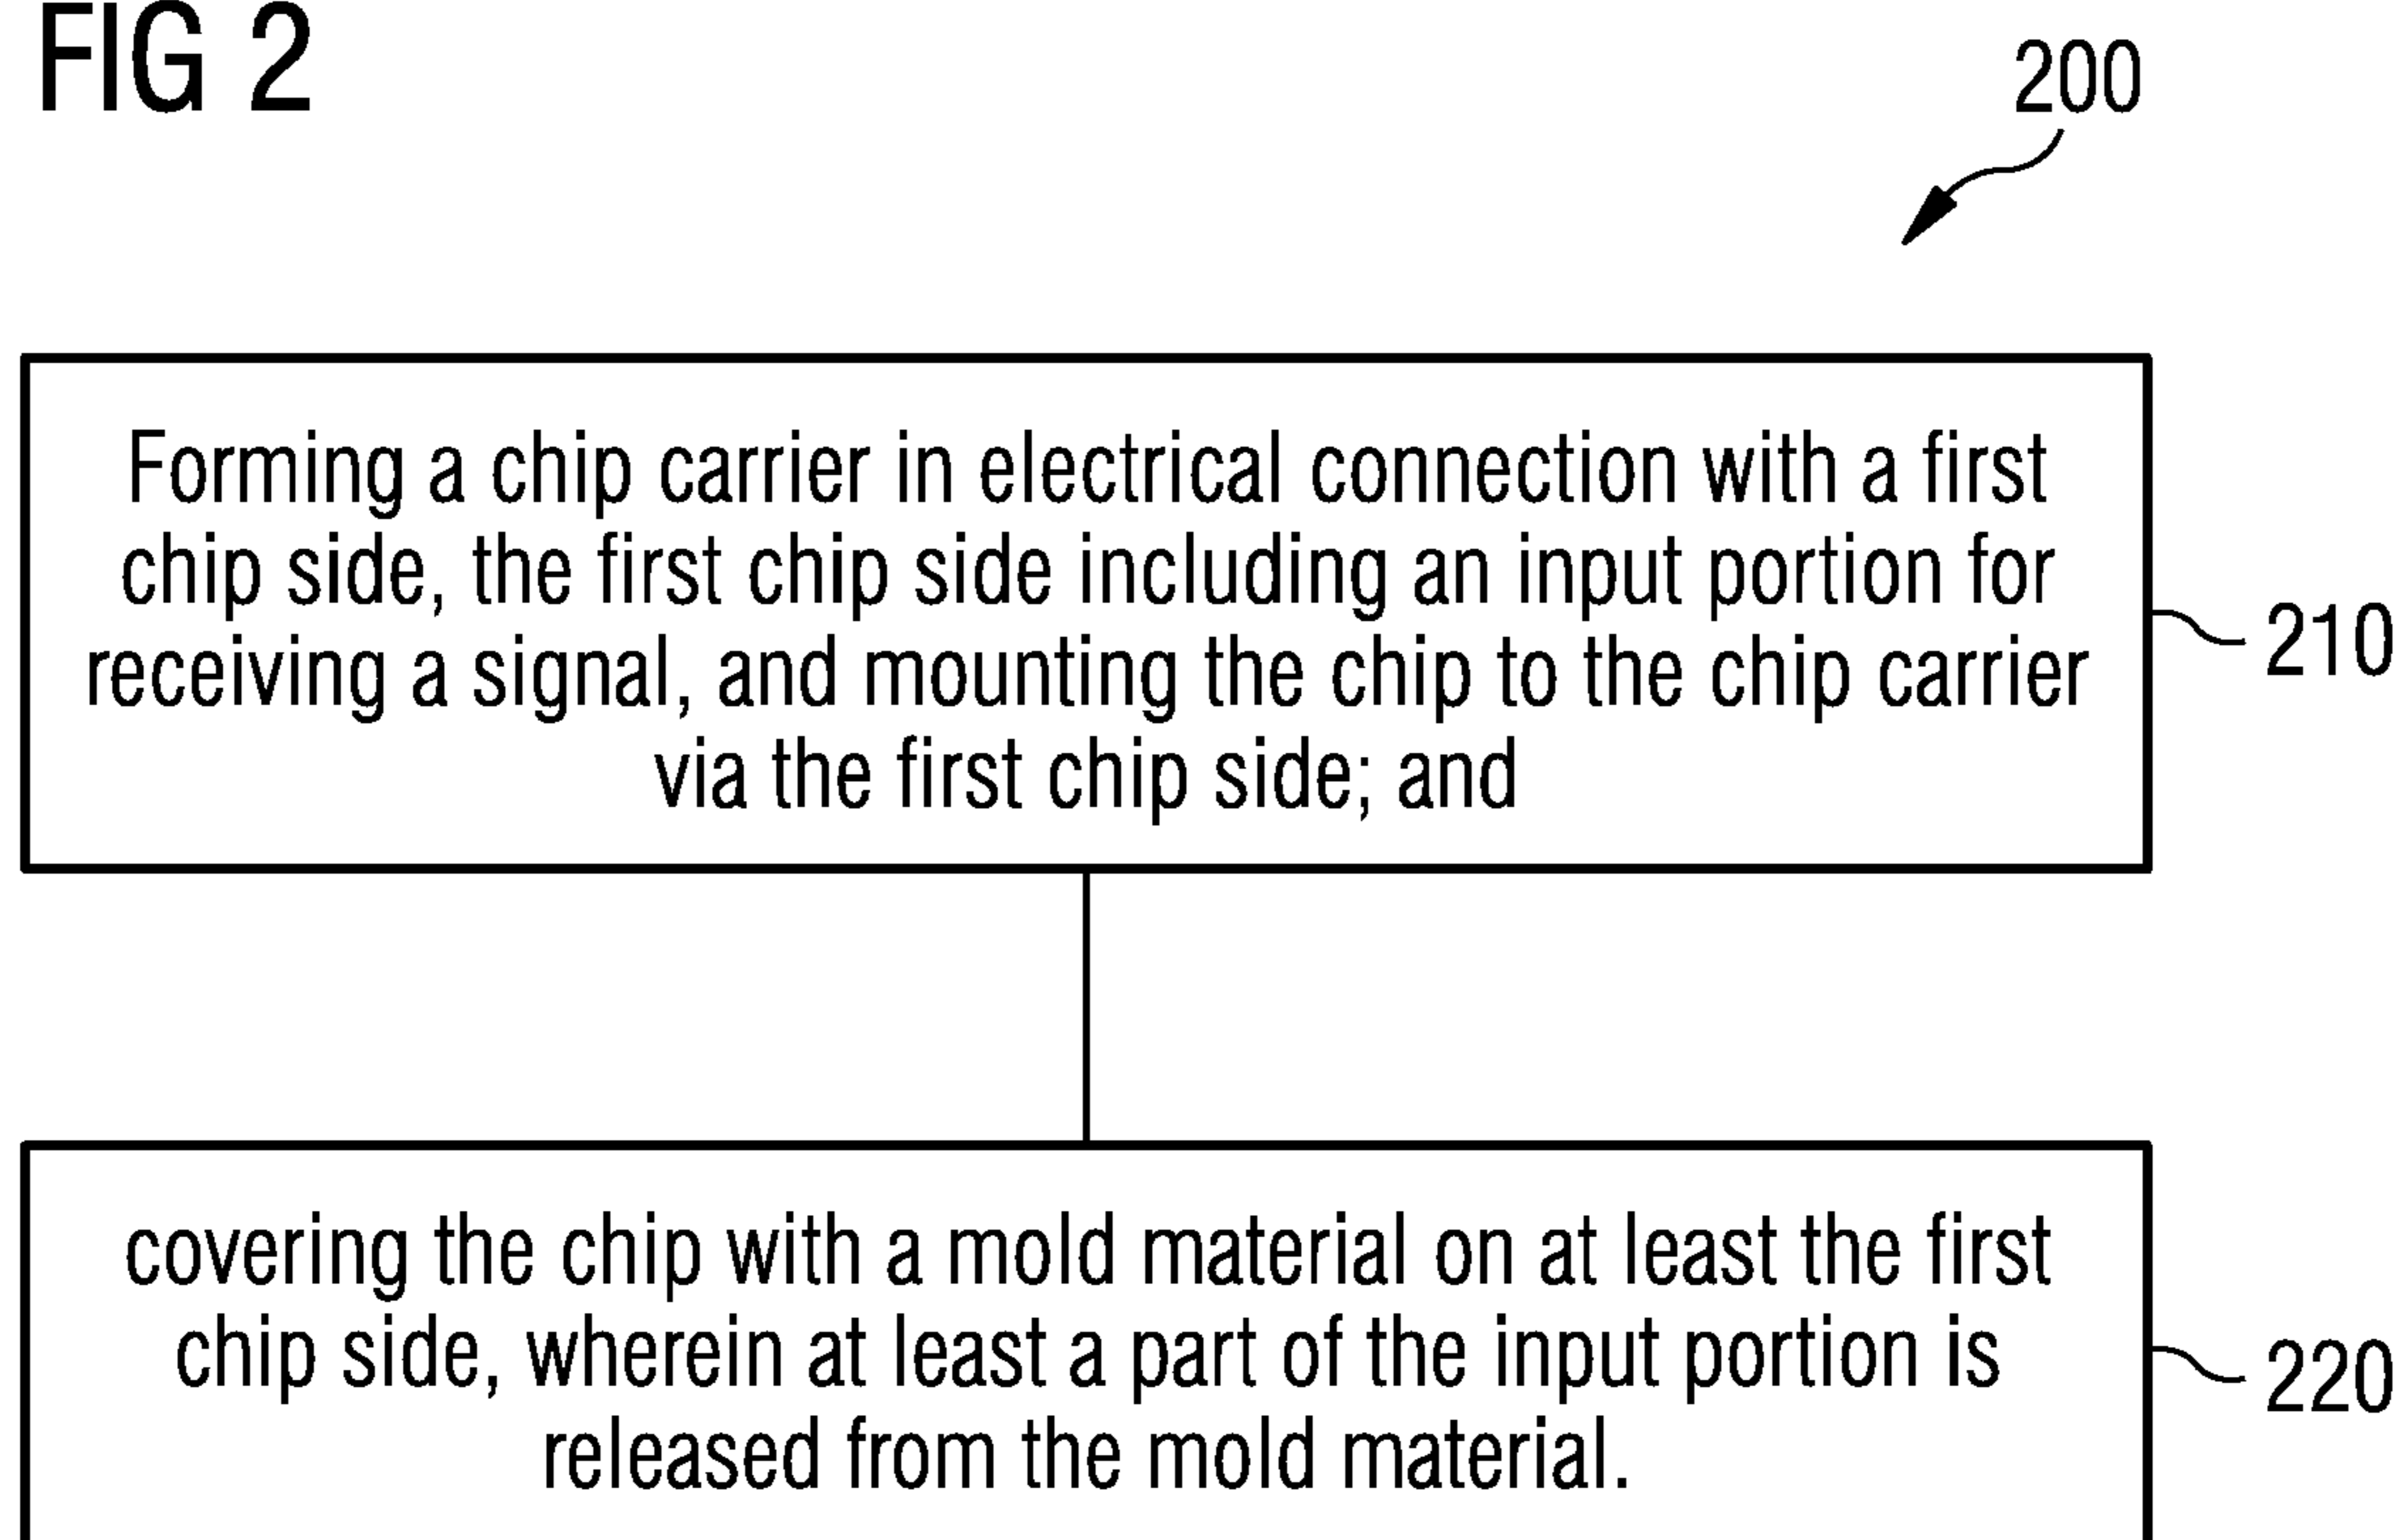 FIG 2
200
Forming a chip carrier in electrical connection with a first
chip side, the first chip side including an input portion for
receiving a signal, and mounting the chip to the chip carrier
via the first chip side; and
210
covering the chip with a mold material on at least the first
chip side, wherein at least a part of the input portion is
released from the mold material.
220